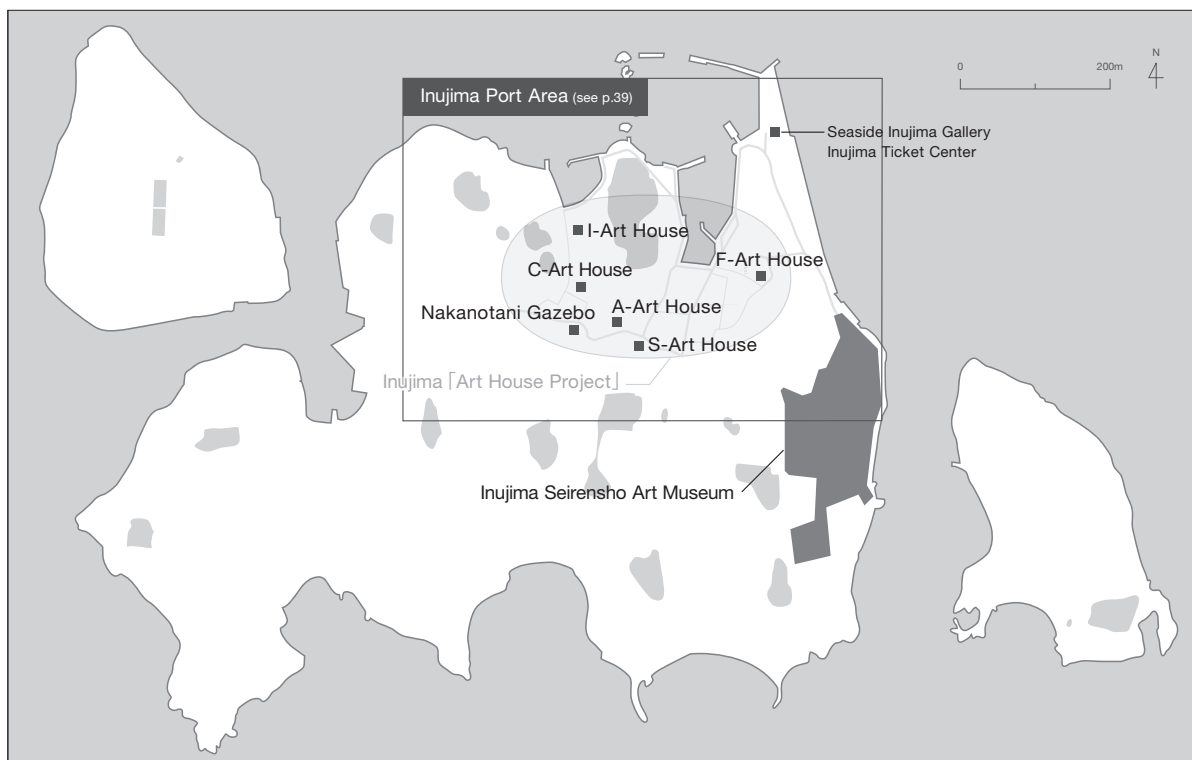 N
0 200m
Inujima Port Area (see p.39)
Seaside Inujima Gallery
Inujima Ticket Center
I-Art House
F-Art House
C-Art House
A-Art House
Nakanotani Gazebo
S-Art House
Inujima「Art House Project」
Inujima Seirensho Art Museum